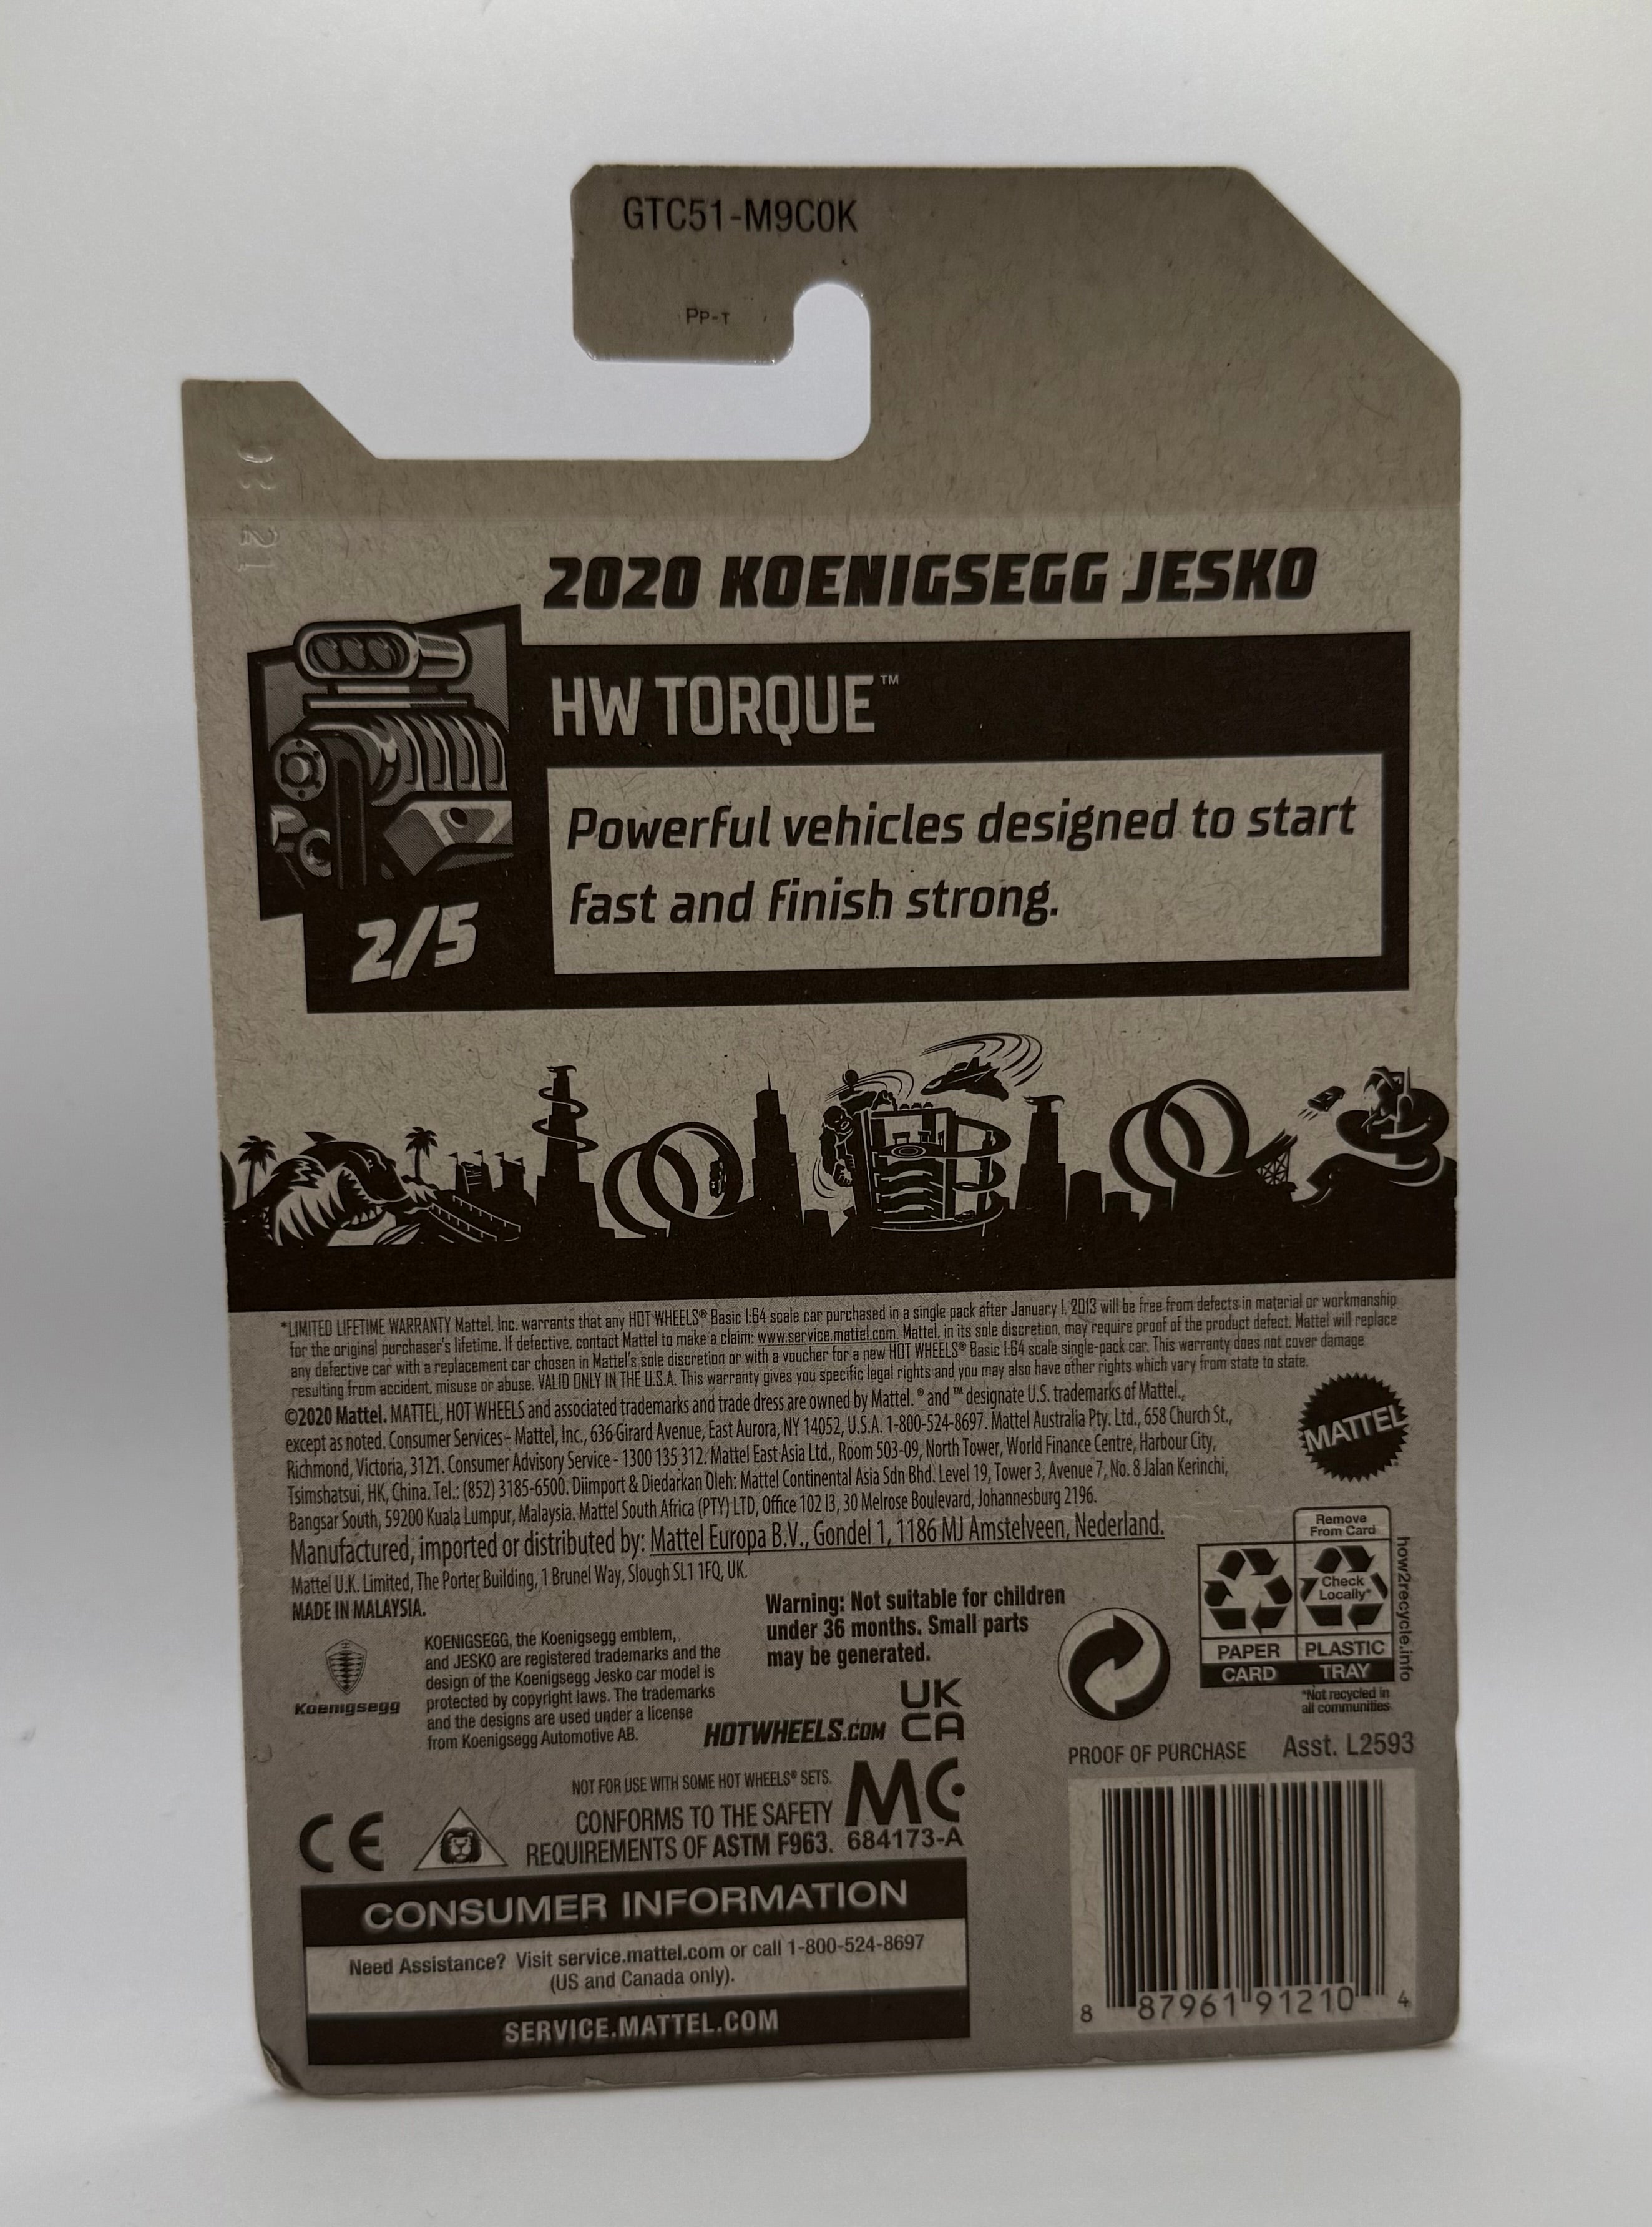 GTC51-M9C0K
PP-T
2020 KOENIGSEGG JESKO
HW TORQUE™
Powerful vehicles designed to start
fast and finish strong.
2/5
*LIMITED LIFETIME WARRANTY Mattel, Inc. warrants that any HOT WHEELS® Basic 1:64 scale car purchased in a single pack after January 1, 2013 will be free from defects in material or workmanship
for the original purchaser's lifetime. If defective, contact Mattel to make a claim: www.service.mattel.com. Mattel, in its sole discretion, may require proof of the product defect. Mattel will replace
any defective car with a replacement car chosen in Mattel's sole discretion or with a voucher for a new HOT WHEELS® Basic 1:64 scale single-pack car. This warranty does not cover damage
resulting from accident, misuse or abuse. VALID ONLY IN THE U.S.A. This warranty gives you specific legal rights and you may also have other rights which vary from state to state.
©2020 Mattel. MATTEL, HOT WHEELS and associated trademarks and trade dress are owned by Mattel. ® and ™ designate U.S. trademarks of Mattel.,
except as noted. Consumer Services - Mattel, Inc., 636 Girard Avenue, East Aurora, NY 14052, U.S.A. 1-800-524-8697. Mattel Australia Pty. Ltd., 658 Church St.,
Richmond, Victoria, 3121. Consumer Advisory Service - 1300 135 312. Mattel East Asia Ltd., Room 503-09, North Tower, World Finance Centre, Harbour City,
Tsimshatsui, HK, China. Tel.: (852) 3185-6500. Diimport & Diedarkan Oleh: Mattel Continental Asia Sdn Bhd. Level 19, Tower 3, Avenue 7, No. 8 Jalan Kerinchi,
Bangsar South, 59200 Kuala Lumpur, Malaysia. Mattel South Africa (PTY) LTD, Office 102 I3, 30 Melrose Boulevard, Johannesburg 2196.
Manufactured, imported or distributed by: Mattel Europa B.V., Gondel 1, 1186 MJ Amstelveen, Nederland.
Mattel U.K. Limited, The Porter Building, 1 Brunel Way, Slough SL1 1FQ, UK.
MADE IN MALAYSIA.
MATTEL
Koenigsegg
KOENIGSEGG, the Koenigsegg emblem,
and JESKO are registered trademarks and the
design of the Koenigsegg Jesko car model is
protected by copyright laws. The trademarks
and the designs are used under a license
from Koenigsegg Automotive AB.
Warning: Not suitable for children
under 36 months. Small parts
may be generated.
HOTWHEELS.COM
UK
CA
Remove
From Card
Check
Locally*
PAPER
CARD
PLASTIC
TRAY
*Not recycled in
all communities
how2recycle.info
NOT FOR USE WITH SOME HOT WHEELS® SETS.
CE
CONFORMS TO THE SAFETY
REQUIREMENTS OF ASTM F963.
MC
684173-A
PROOF OF PURCHASE
Asst. L2593
CONSUMER INFORMATION
Need Assistance? Visit service.mattel.com or call 1-800-524-8697
(US and Canada only).
SERVICE.MATTEL.COM
8 87961 91210 4